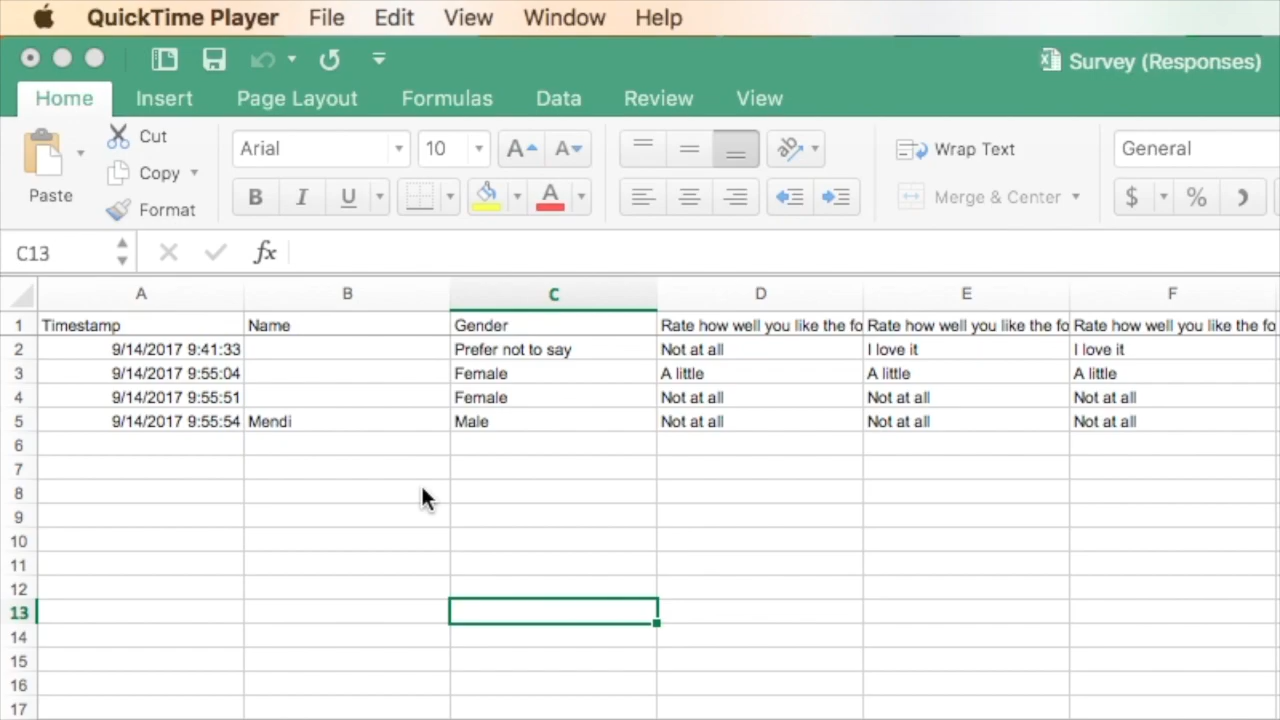 QuickTime Player File Edit View Window Help
Survey (Responses)
Home Insert Page Layout Formulas Data Review View
Paste Cut Copy Format
Arial 10 A A Wrap Text General
B I U A Merge & Center $ % )
C13 fx
A B C D E F
1 Timestamp Name Gender Rate how well you like the fo Rate how well you like the fo Rate how well you like the fo
2 9/14/2017 9:41:33 Prefer not to say Not at all I love it I love it
3 9/14/2017 9:55:04 Female A little A little A little
4 9/14/2017 9:55:51 Female Not at all Not at all Not at all
5 9/14/2017 9:55:54 Mendi Male Not at all Not at all Not at all
6
7
8
9
10
11
12
13
14
15
16
17